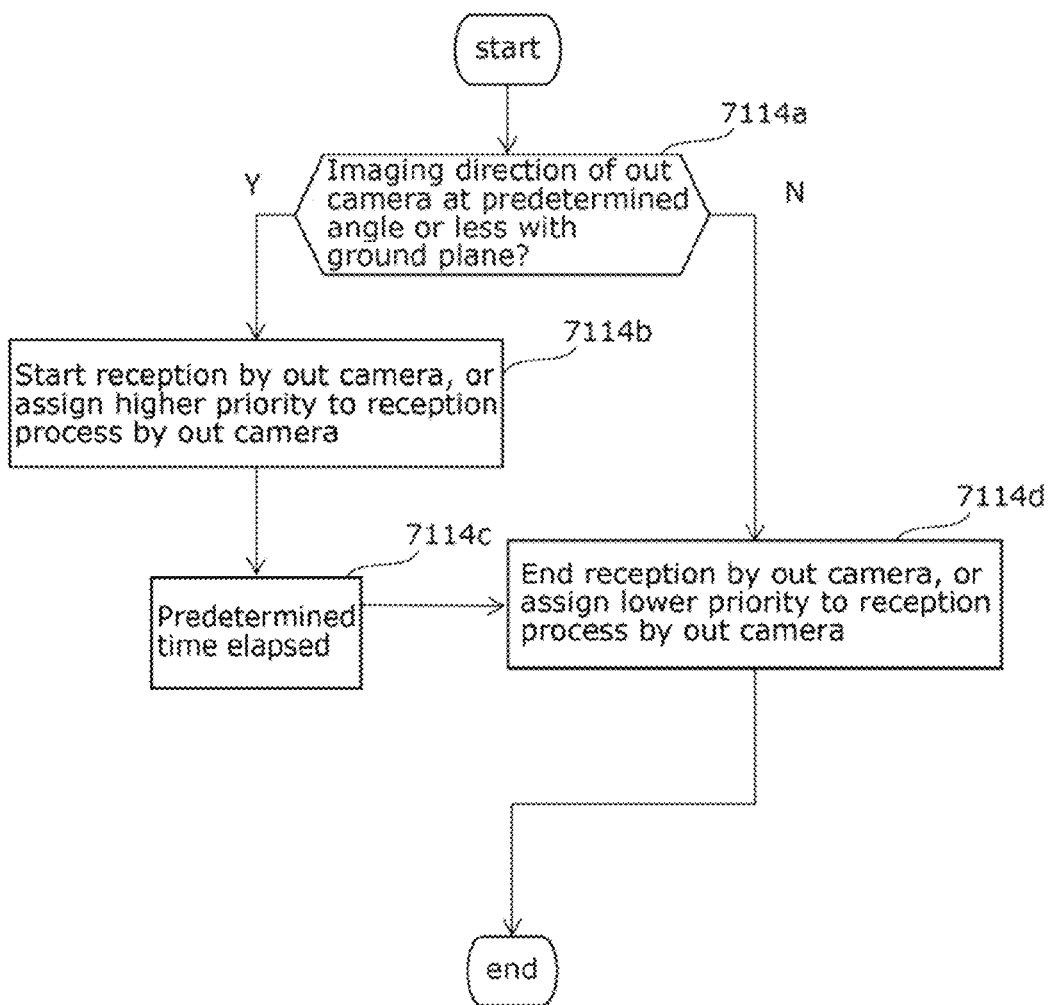 start
7114a
Y
Imaging direction of out
camera at predetermined
angle or less with
ground plane?
N
7114b
Start reception by out camera, or
assign higher priority to reception
process by out camera
7114c
Predetermined
time elapsed
7114d
End reception by out camera, or
assign lower priority to reception
process by out camera
end